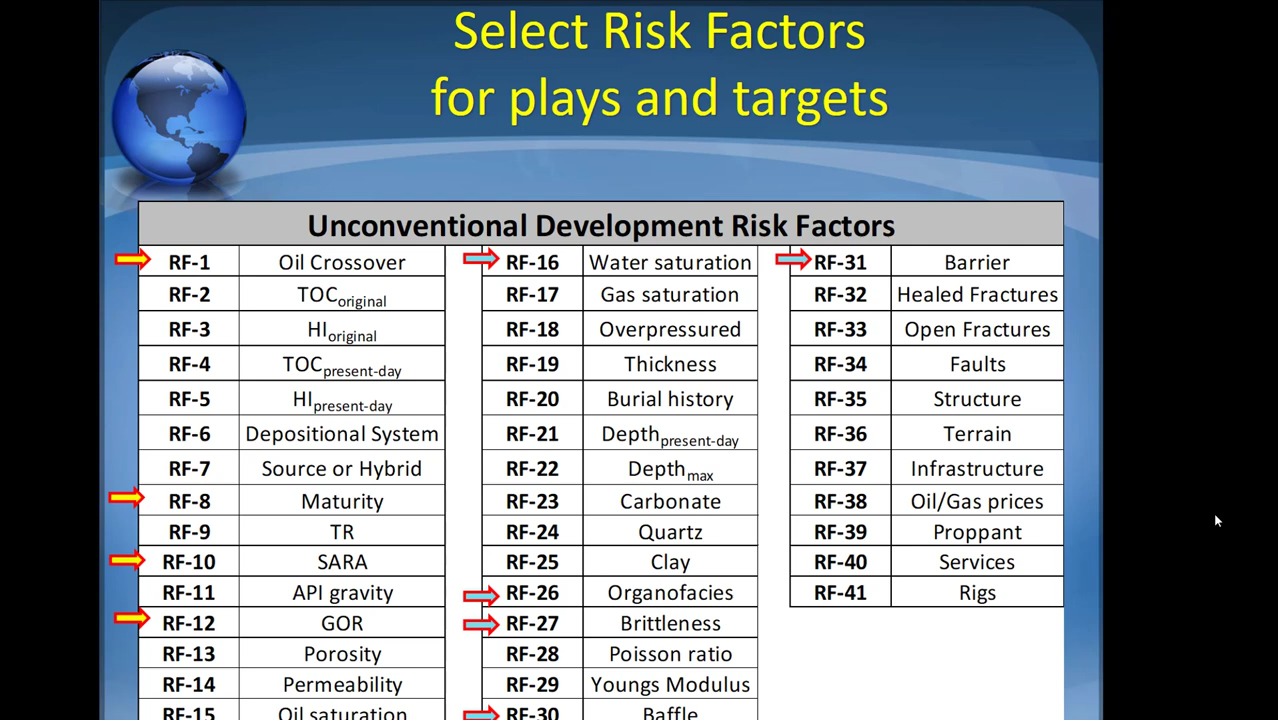 Select Risk Factors
for plays and targets
Unconventional Development Risk Factors
RF-1 Oil Crossover RF-16 Water saturation RF-31 Barrier
RF-2 TOCoriginal RF-17 Gas saturation RF-32 Healed Fractures
RF-3 HIoriginal RF-18 Overpressured RF-33 Open Fractures
RF-4 TOCpresent-day RF-19 Thickness RF-34 Faults
RF-5 HIpresent-day RF-20 Burial history RF-35 Structure
RF-6 Depositional System RF-21 Depthpresent-day RF-36 Terrain
RF-7 Source or Hybrid RF-22 Depthmax RF-37 Infrastructure
RF-8 Maturity RF-23 Carbonate RF-38 Oil/Gas prices
RF-9 TR RF-24 Quartz RF-39 Proppant
RF-10 SARA RF-25 Clay RF-40 Services
RF-11 API gravity RF-26 Organofacies RF-41 Rigs
RF-12 GOR RF-27 Brittleness
RF-13 Porosity RF-28 Poisson ratio
RF-14 Permeability RF-29 Youngs Modulus
RF-15 Oil saturation RF-30 Baffle